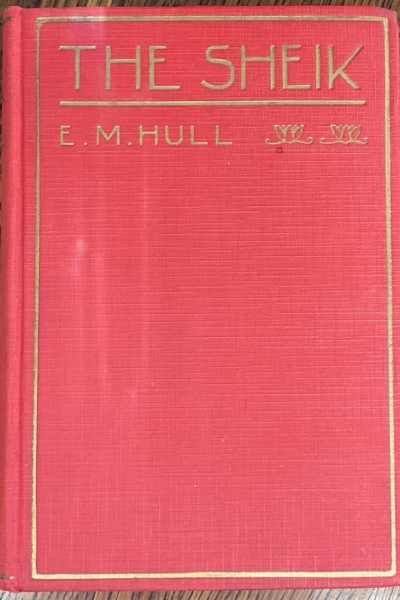 THE SHEIK
E. M. HULL